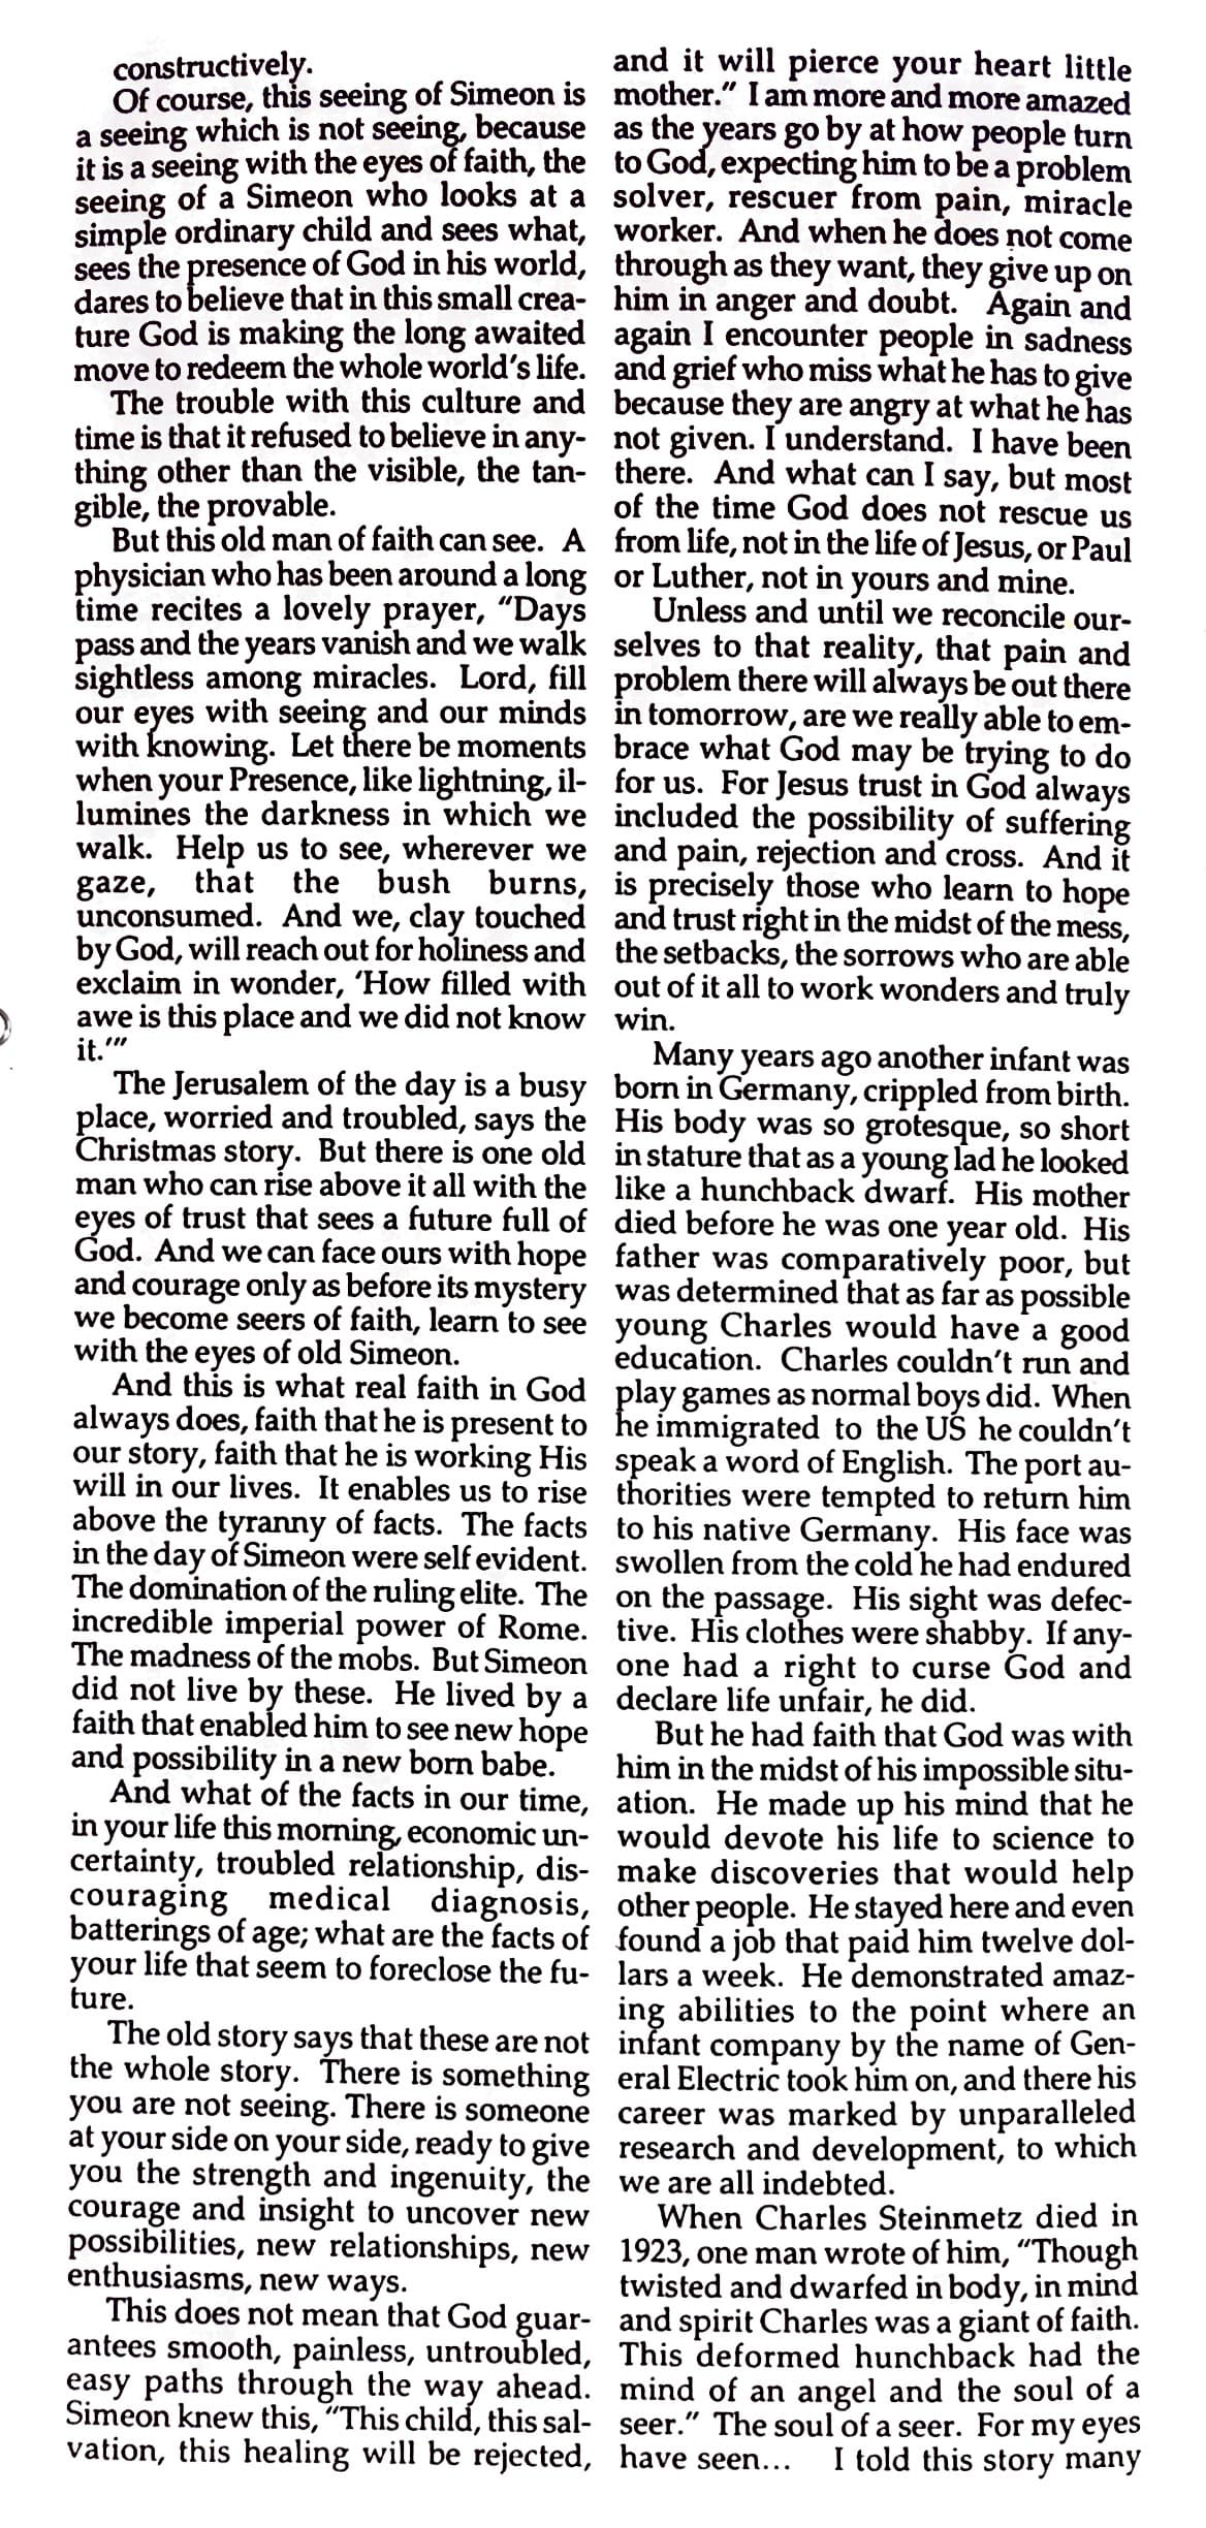 constructively.
Of course, this seeing of Simeon is
a seeing which is not seeing, because
it is a seeing with the eyes of faith, the
seeing of a Simeon who looks at a
simple ordinary child and sees what,
sees the presence of God in his world,
dares to believe that in this small crea-
ture God is making the long awaited
move to redeem the whole world's life.
The trouble with this culture and
time is that it refused to believe in any-
thing other than the visible, the tan-
gible, the provable.
But this old man of faith can see. A
physician who has been around a long
time recites a lovely prayer, "Days
pass and the years vanish and we walk
sightless among miracles. Lord, fill
our eyes with seeing and our minds
with knowing. Let there be moments
when your Presence, like lightning, il-
lumines the darkness in which we
walk. Help us to see, wherever we
gaze, that the bush burns,
unconsumed. And we, clay touched
by God, will reach out for holiness and
exclaim in wonder, 'How filled with
awe is this place and we did not know
it.'"
The Jerusalem of the day is a busy
place, worried and troubled, says the
Christmas story. But there is one old
man who can rise above it all with the
eyes of trust that sees a future full of
God. And we can face ours with hope
and courage only as before its mystery
we become seers of faith, learn to see
with the eyes of old Simeon.
And this is what real faith in God
always does, faith that he is present to
our story, faith that he is working His
will in our lives. It enables us to rise
above the tyranny of facts. The facts
in the day of Simeon were self evident.
The domination of the ruling elite. The
incredible imperial power of Rome.
The madness of the mobs. But Simeon
did not live by these. He lived by a
faith that enabled him to see new hope
and possibility in a new born babe.
And what of the facts in our time,
in your life this morning, economic un-
certainty, troubled relationship, dis-
couraging medical diagnosis,
batterings of age; what are the facts of
your life that seem to foreclose the fu-
ture.
The old story says that these are not
the whole story. There is something
you are not seeing. There is someone
at your side on your side, ready to give
you the strength and ingenuity, the
courage and insight to uncover new
possibilities, new relationships, new
enthusiasms, new ways.
This does not mean that God guar-
antees smooth, painless, untroubled,
easy paths through the way ahead.
Simeon knew this, "This child, this sal-
vation, this healing will be rejected,
and it will pierce your heart little
mother." I am more and more amazed
as the years go by at how people turn
to God, expecting him to be a problem
solver, rescuer from pain, miracle
worker. And when he does not come
through as they want, they give up on
him in anger and doubt. Again and
again I encounter people in sadness
and grief who miss what he has to give
because they are angry at what he has
not given. I understand. I have been
there. And what can I say, but most
of the time God does not rescue us
from life, not in the life of Jesus, or Paul
or Luther, not in yours and mine.
Unless and until we reconcile our-
selves to that reality, that pain and
problem there will always be out there
in tomorrow, are we really able to em-
brace what God may be trying to do
for us. For Jesus trust in God always
included the possibility of suffering
and pain, rejection and cross. And it
is precisely those who learn to hope
and trust right in the midst of the mess,
the setbacks, the sorrows who are able
out of it all to work wonders and truly
win.
Many years ago another infant was
born in Germany, crippled from birth.
His body was so grotesque, so short
in stature that as a young lad he looked
like a hunchback dwarf. His mother
died before he was one year old. His
father was comparatively poor, but
was determined that as far as possible
young Charles would have a good
education. Charles couldn't run and
play games as normal boys did. When
he immigrated to the US he couldn't
speak a word of English. The port au-
thorities were tempted to return him
to his native Germany. His face was
swollen from the cold he had endured
on the passage. His sight was defec-
tive. His clothes were shabby. If any-
one had a right to curse God and
declare life unfair, he did.
But he had faith that God was with
him in the midst of his impossible situ-
ation. He made up his mind that he
would devote his life to science to
make discoveries that would help
other people. He stayed here and even
found a job that paid him twelve dol-
lars a week. He demonstrated amaz-
ing abilities to the point where an
infant company by the name of Gen-
eral Electric took him on, and there his
career was marked by unparalleled
research and development, to which
we are all indebted.
When Charles Steinmetz died in
1923, one man wrote of him, "Though
twisted and dwarfed in body, in mind
and spirit Charles was a giant of faith.
This deformed hunchback had the
mind of an angel and the soul of a
seer." The soul of a seer. For my eyes
have seen... I told this story many